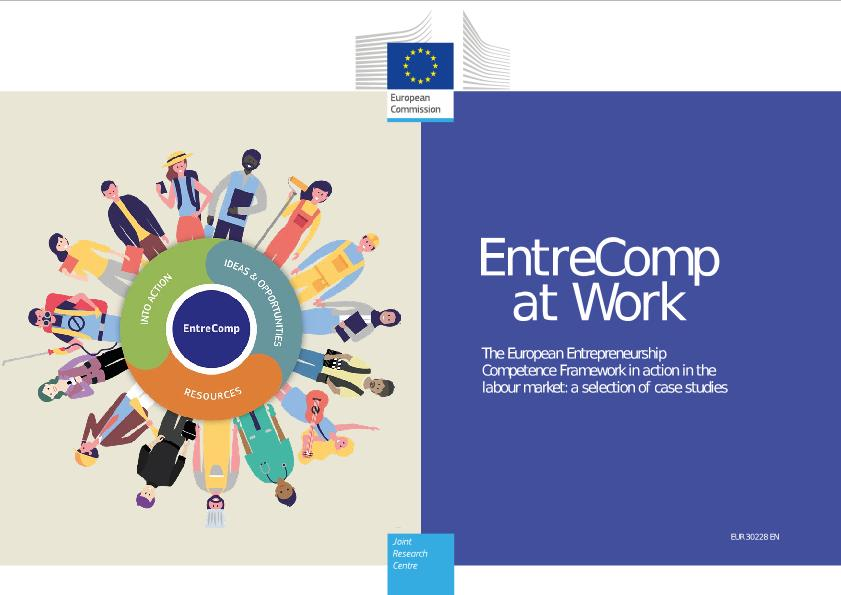 European
Commission
IDEAS & OPPORTUNITIES
INTO ACTION
EntreComp
RESOURCES
EntreComp
at Work
The European Entrepreneurship
Competence Framework in action in the
labour market: a selection of case studies
EUR 30228 EN
Joint
Research
Centre